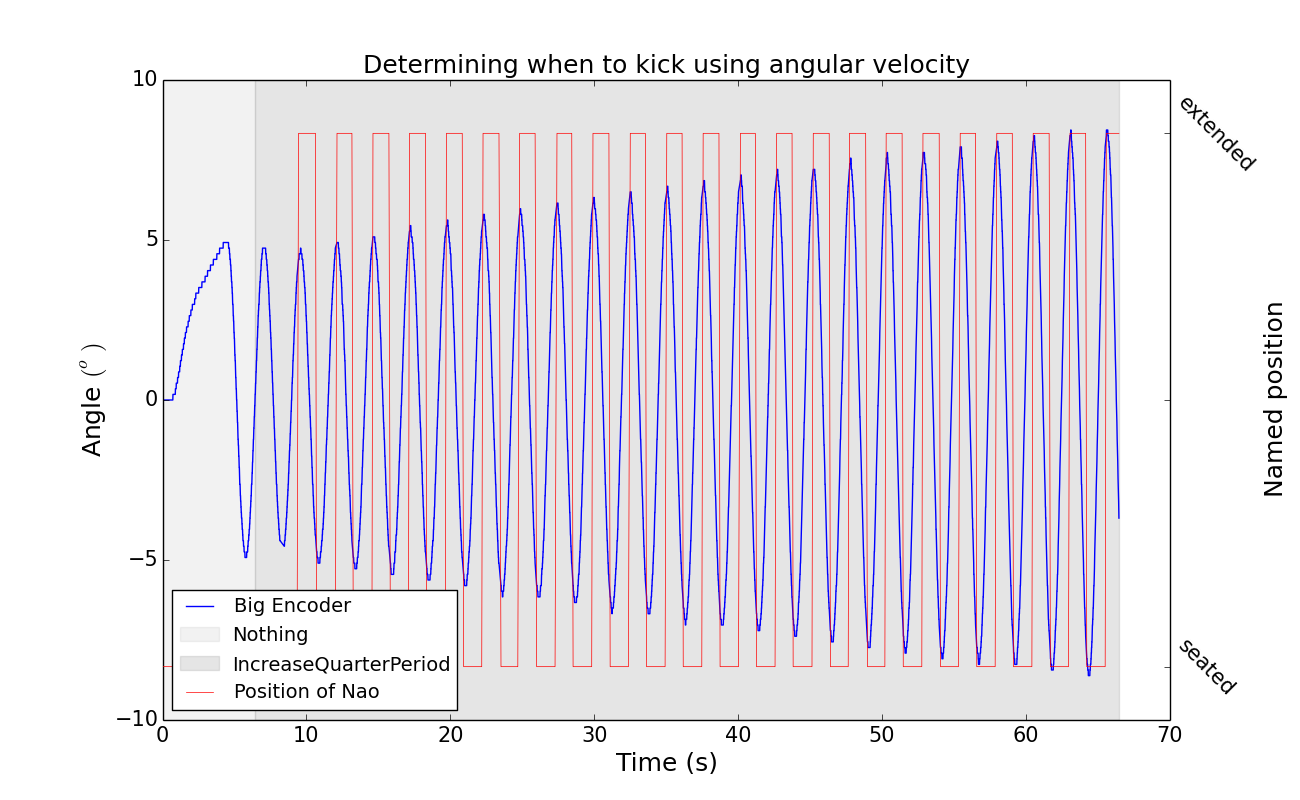 Determining when to kick using angular velocity
10
5
0
−5
−10
Angle (°)
0 10 20 30 40 50 60 70
Time (s)
extended
seated
Named position
Big Encoder
Nothing
IncreaseQuarterPeriod
Position of Nao